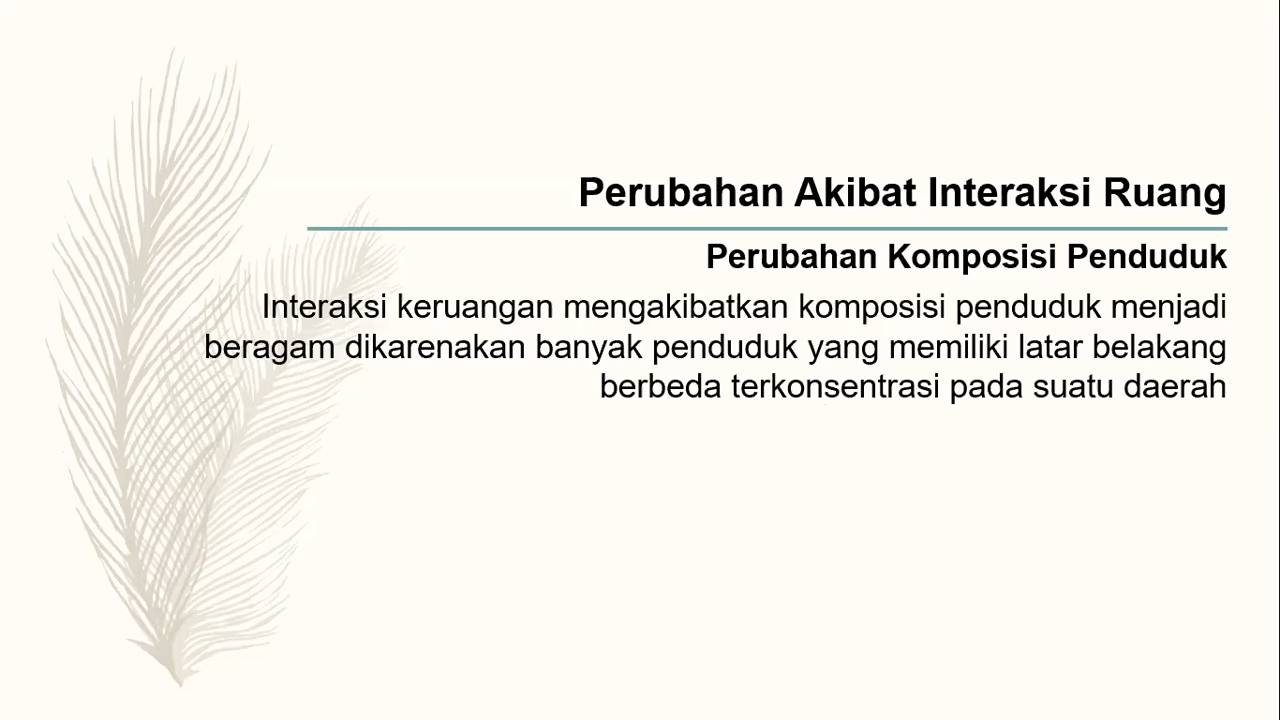 Perubahan Akibat Interaksi Ruang
Perubahan Komposisi Penduduk
Interaksi keruangan mengakibatkan komposisi penduduk menjadi
beragam dikarenakan banyak penduduk yang memiliki latar belakang
berbeda terkonsentrasi pada suatu daerah